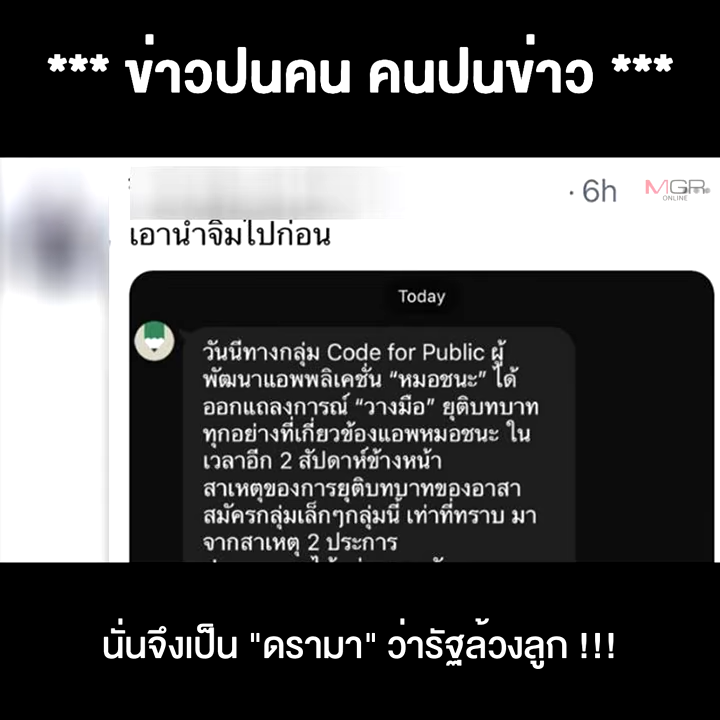 *** ข่าวปนคน คนปนข่าว ***
· 6h
MGR
ONLINE
เอาน้ำจิ้มไปก่อน
Today
วันนี้ทางกลุ่ม Code for Public ผู้
พัฒนาแอพพลิเคชั่น “หมอชนะ” ได้
ออกแถลงการณ์ “วางมือ” ยุติบทบาท
ทุกอย่างที่เกี่ยวข้องแอพหมอชนะ ใน
เวลาอีก 2 สัปดาห์ข้างหน้า
สาเหตุของการยุติบทบาทของอาสา
สมัครกลุ่มเล็กๆกลุ่มนี้ เท่าที่ทราบ มา
จากสาเหตุ 2 ประการ
นั่นจึงเป็น "ดรามา" ว่ารัฐล้วงลูก !!!